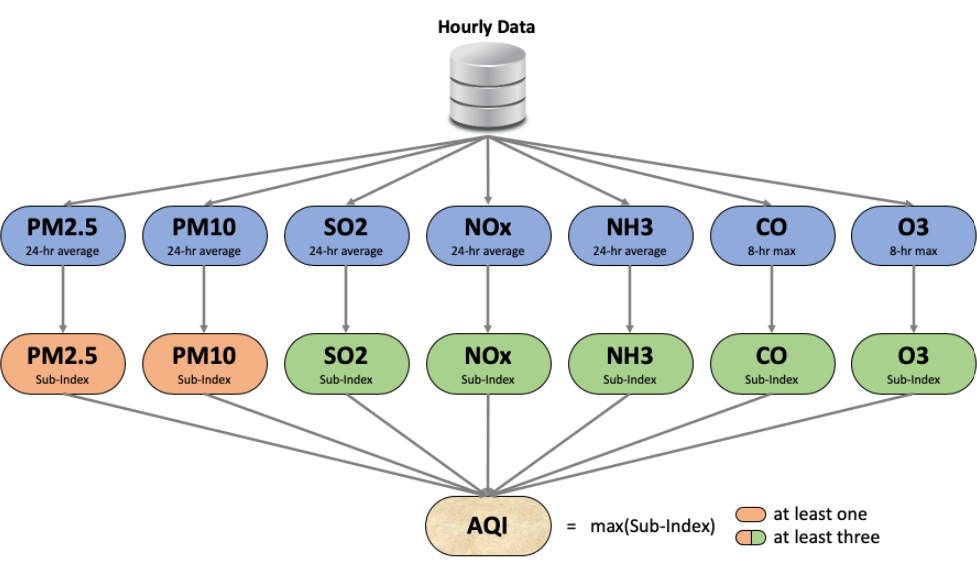 Hourly Data
PM2.5 PM10 SO2 NOx NH3 CO O3
24-hr average 24-hr average 24-hr average 24-hr average 24-hr average 8-hr max 8-hr max
PM2.5 PM10 SO2 NOx NH3 CO O3
Sub-Index Sub-Index Sub-Index Sub-Index Sub-Index Sub-Index Sub-Index
AQI = max(Sub-Index)
at least one
at least three